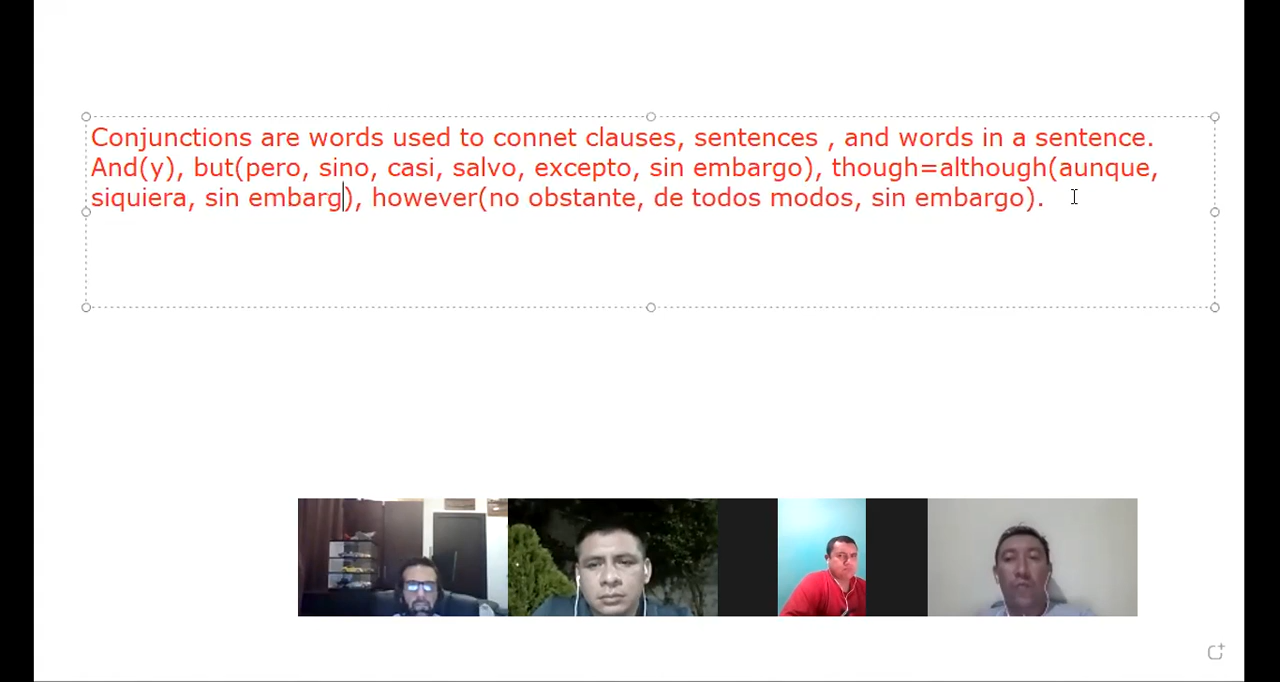 Conjunctions are words used to connet clauses, sentences , and words in a sentence.
And(y), but(pero, sino, casi, salvo, excepto, sin embargo), though=although(aunque,
siquiera, sin embarg), however(no obstante, de todos modos, sin embargo).